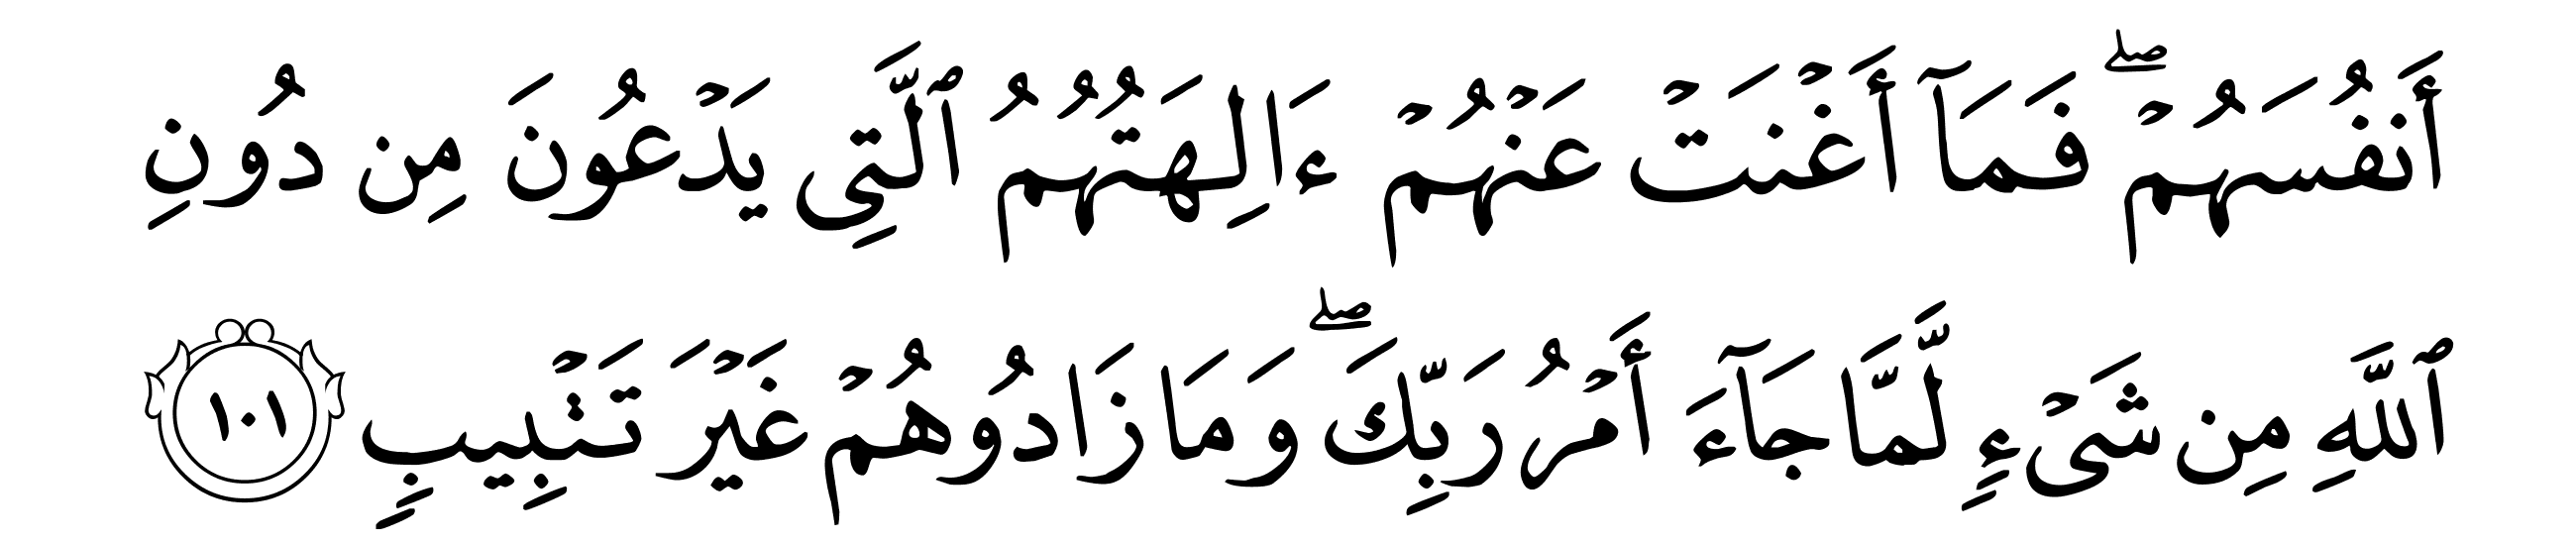 أَنفُسَهُمۡۖ فَمَآ أَغۡنَتۡ عَنۡهُمۡ ءَالِهَتُهُمُ ٱلَّتِي يَدۡعُونَ مِن دُونِ
ٱللَّهِ مِن شَيۡءٖ لَّمَّا جَآءَ أَمۡرُ رَبِّكَۖ وَمَا زَادُوهُمۡ غَيۡرَ تَتۡبِيبٖ ١٠١